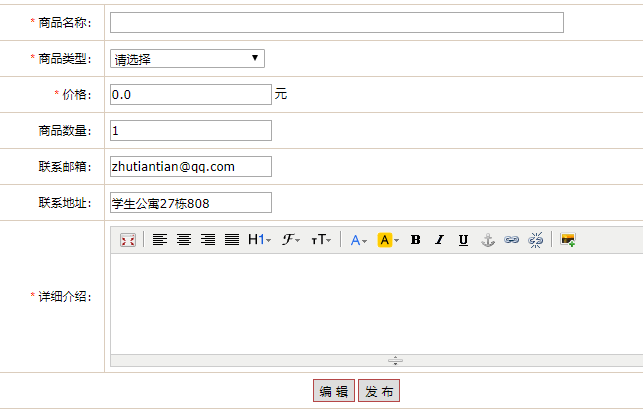 * 商品名称：
* 商品类型： 请选择
* 价格： 0.0 元
商品数量： 1
联系邮箱： zhutiantian@qq.com
联系地址： 学生公寓27栋808
H1 F TT A A B I U
* 详细介绍：
编 辑 发 布